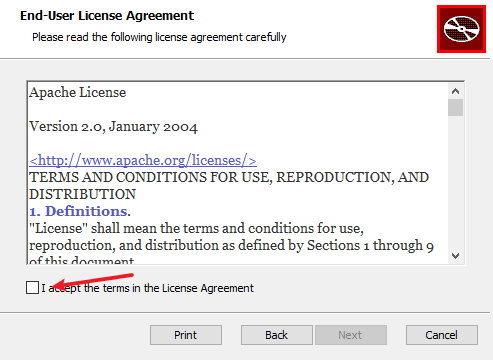 End-User License Agreement
Please read the following license agreement carefully
Apache License
Version 2.0, January 2004
<http://www.apache.org/licenses/>
TERMS AND CONDITIONS FOR USE, REPRODUCTION, AND
DISTRIBUTION
1. Definitions.
"License" shall mean the terms and conditions for use,
reproduction, and distribution as defined by Sections 1 through 9
of this document.
I accept the terms in the License Agreement
Print
Back
Next
Cancel